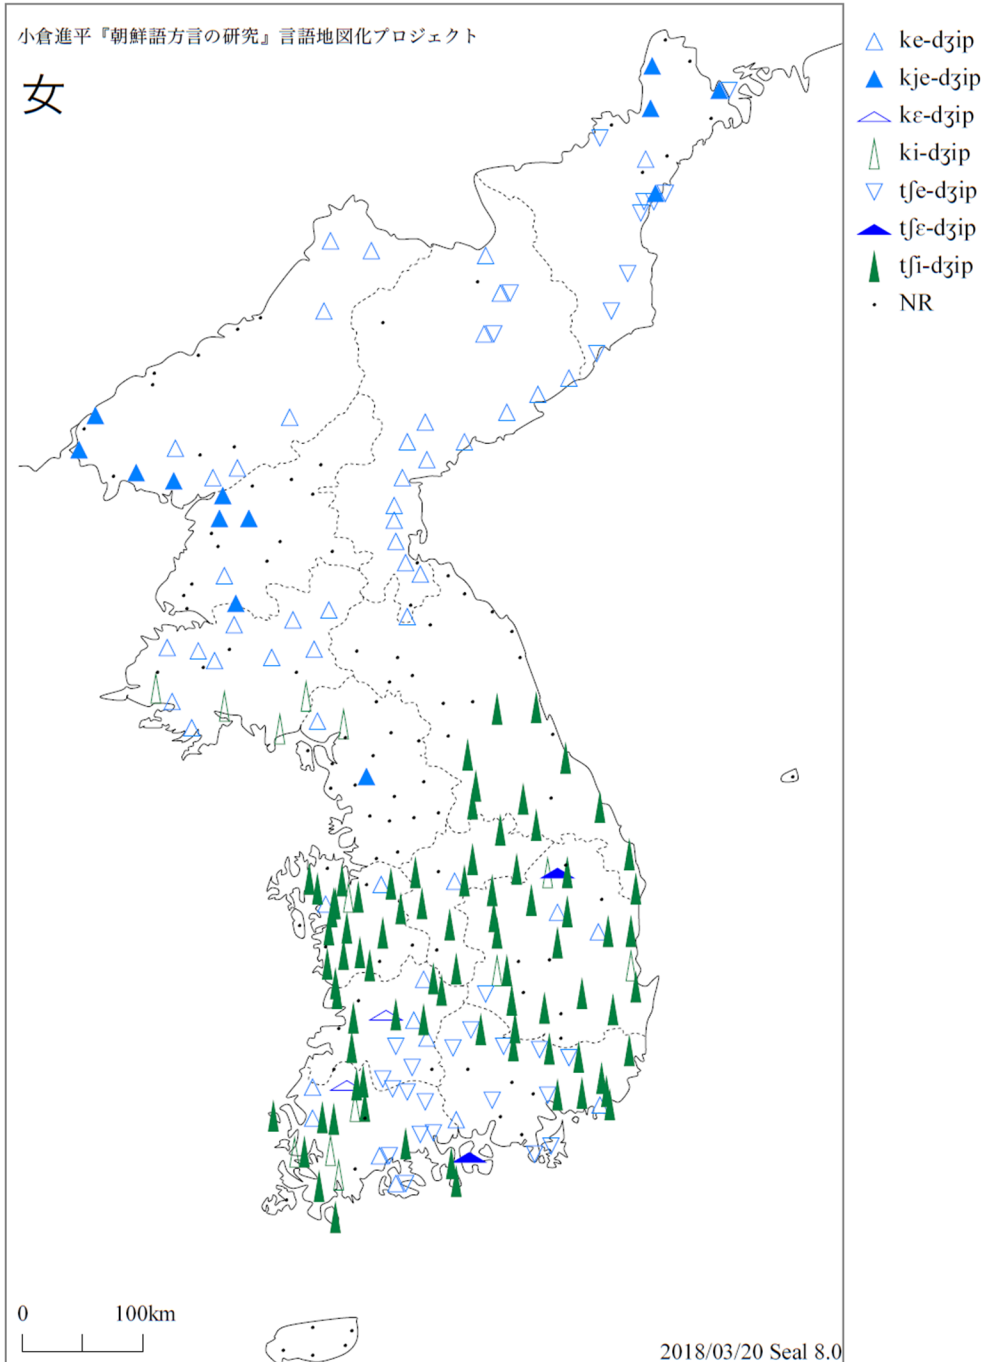 小倉進平『朝鮮語方言の研究』言語地図化プロジェクト
女
ke-dʒip
kje-dʒip
kɛ-dʒip
ki-dʒip
tʃe-dʒip
tʃɛ-dʒip
tʃi-dʒip
NR
0 100km
2018/03/20 Seal 8.0